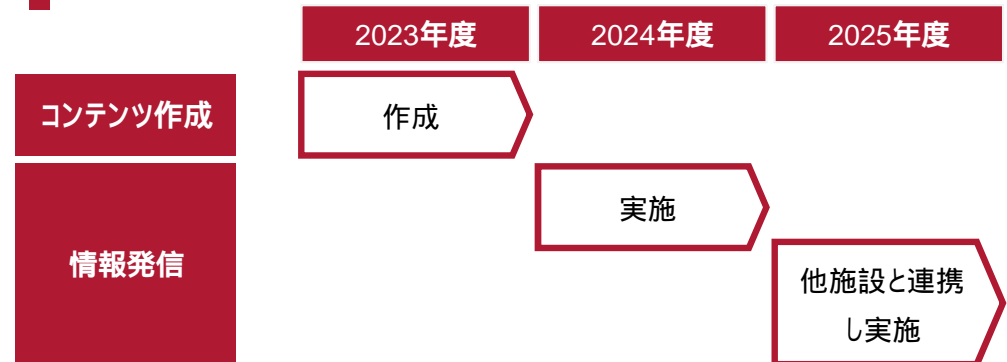 2023年度 2024年度 2025年度
コンテンツ作成
作成
実施
情報発信
他施設と連携
し実施